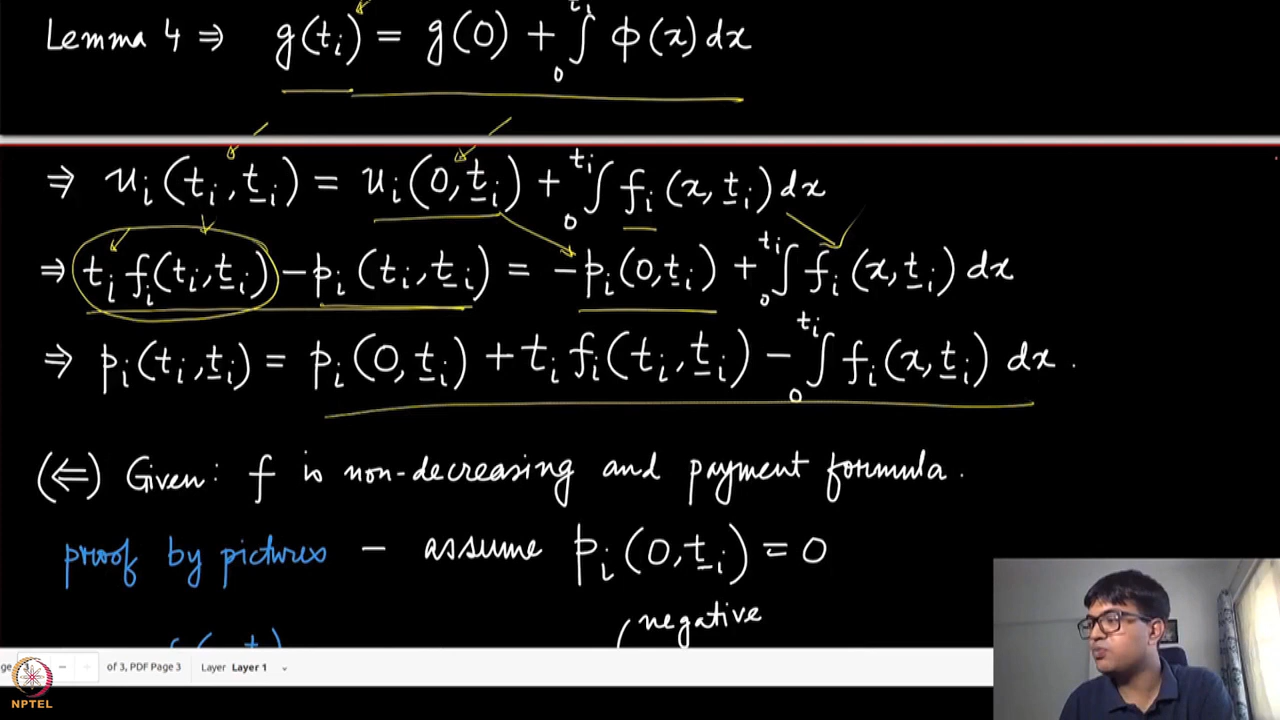 Lemma 4 ⇒ g(tᵢ) = g(0) + ∫₀^tᵢ φ(x) dx
⇒ uᵢ(tᵢ, t̲ᵢ) = uᵢ(0, t̲ᵢ) + ∫₀^tᵢ fᵢ(x, t̲ᵢ) dx
⇒ tᵢ fᵢ(tᵢ, t̲ᵢ) − pᵢ(tᵢ, t̲ᵢ) = −pᵢ(0, t̲ᵢ) + ∫₀^tᵢ fᵢ(x, t̲ᵢ) dx
⇒ pᵢ(tᵢ, t̲ᵢ) = pᵢ(0, t̲ᵢ) + tᵢ fᵢ(tᵢ, t̲ᵢ) − ∫₀^tᵢ fᵢ(x, t̲ᵢ) dx .
(⇐) Given: f is non-decreasing and payment formula.
proof by pictures – assume pᵢ(0, t̲ᵢ) = 0
negative
of 3, PDF Page 3 Layer Layer 1
NPTEL